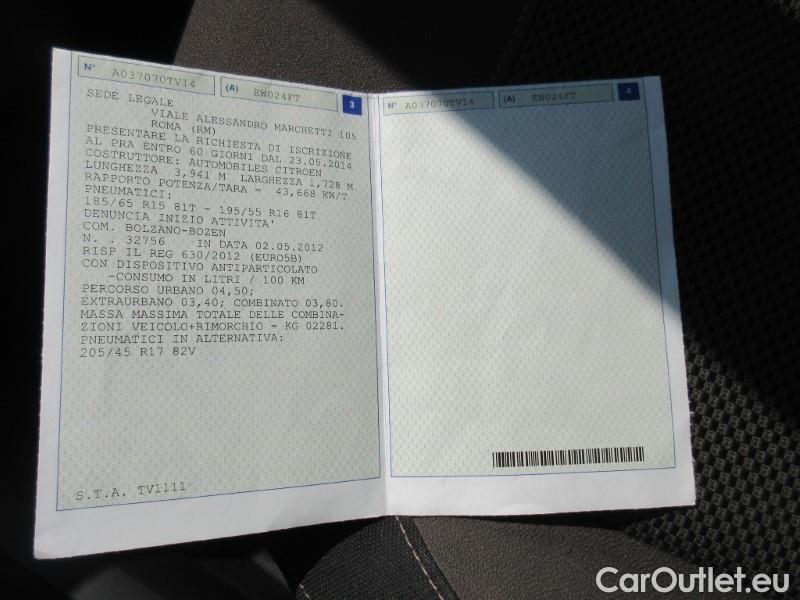 N° A037070TV14 (A) EW024FT 3
SEDE LEGALE
VIALE ALESSANDRO MARCHETTI 105
ROMA (RM)
PRESENTARE LA RICHIESTA DI ISCRIZIONE
AL PRA ENTRO 60 GIORNI DAL 23.05.2014
COSTRUTTORE: AUTOMOBILES CITROEN
LUNGHEZZA 3,941 M LARGHEZZA 1,728 M
RAPPORTO POTENZA/TARA = 43,668 KW/T
PNEUMATICI:
185/65 R15 81T - 195/55 R16 81T
DENUNCIA INIZIO ATTIVITA'
COM. BOLZANO-BOZEN
N. . 32756 IN DATA 02.05.2012
RISP IL REG 630/2012 (EURO5B)
CON DISPOSITIVO ANTIPARTICOLATO
-CONSUMO IN LITRI / 100 KM
PERCORSO URBANO 04,50;
EXTRAURBANO 03,40; COMBINATO 03,80.
MASSA MASSIMA TOTALE DELLE COMBINA-
ZIONI VEICOLO+RIMORCHIO - KG 02281.
PNEUMATICI IN ALTERNATIVA:
205/45 R17 82V
S.T.A. TV1111
N° A037070TV14 (A) EW024FT 4
CarOutlet.eu